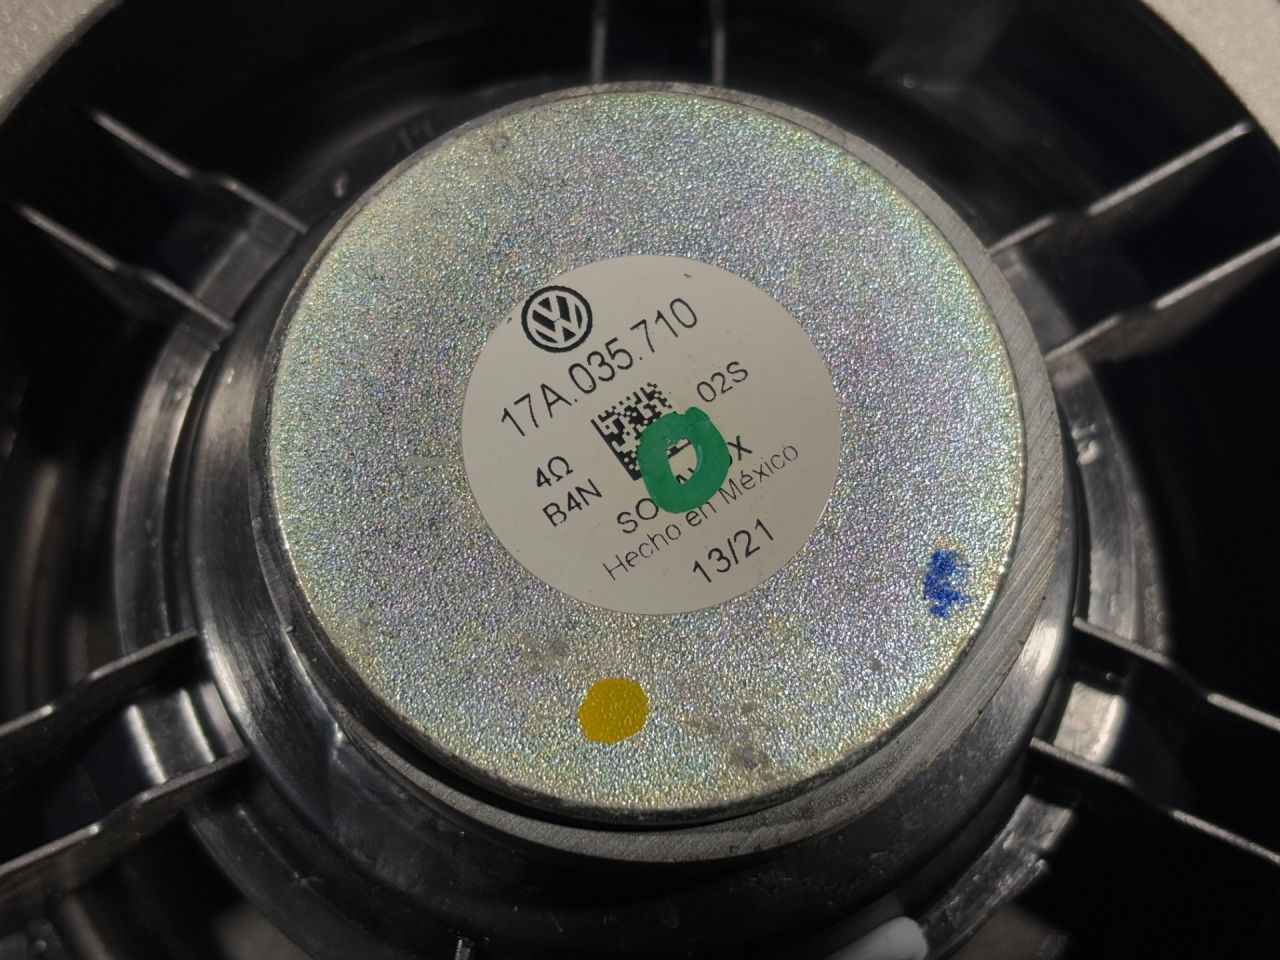 17A.035.710
02S
4Ω
B4N
Hecho en México
13/21